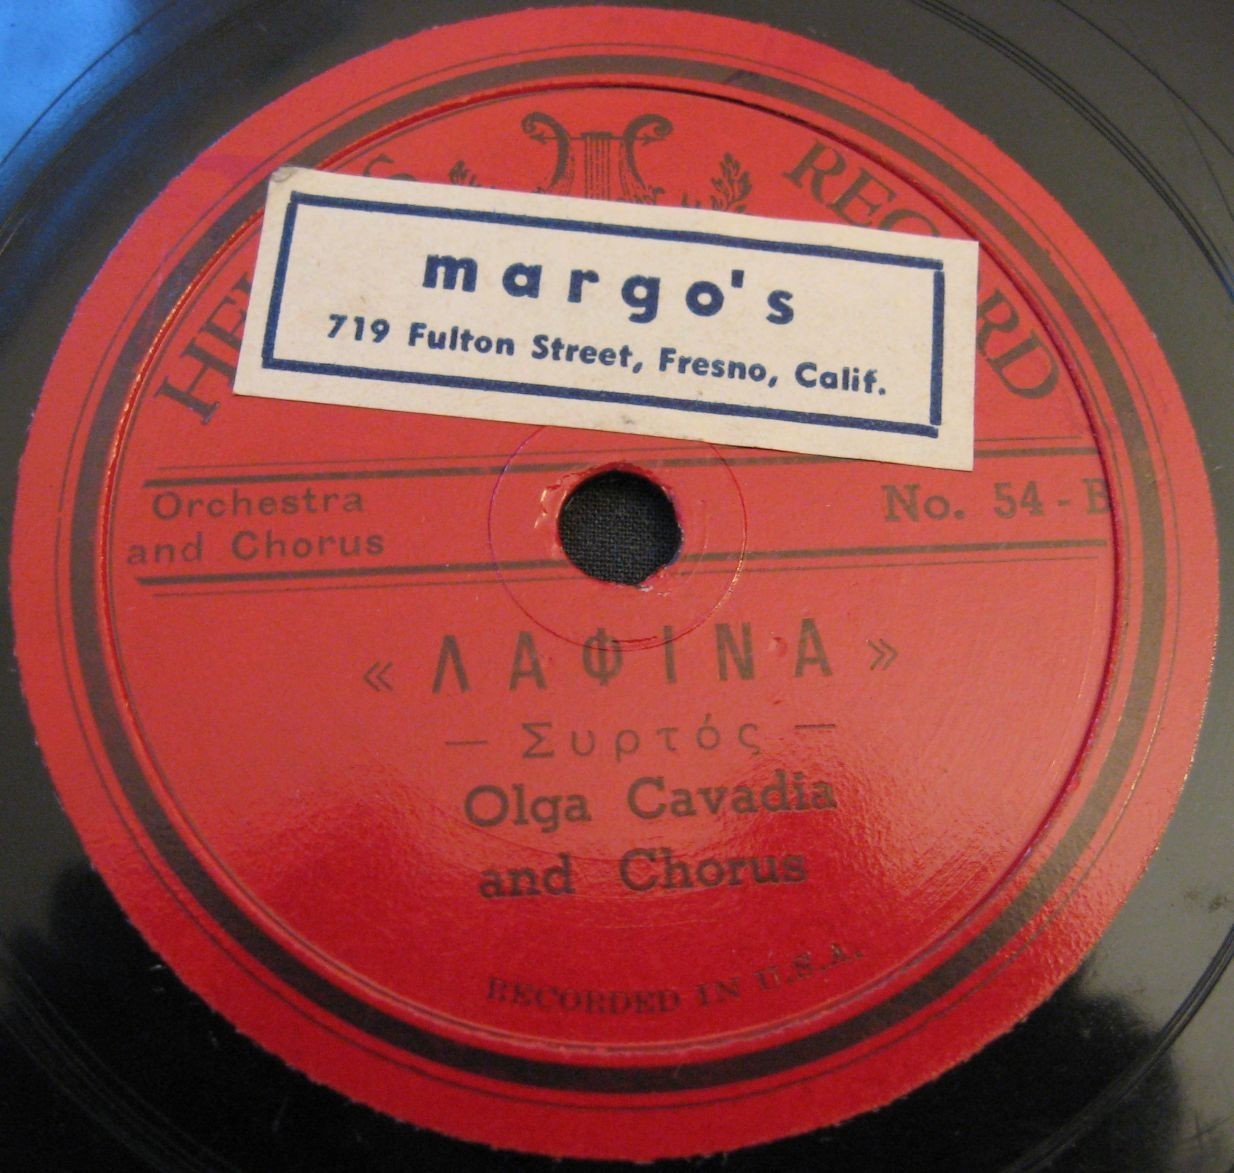 RECORD
margo's
719 Fulton Street, Fresno, Calif.
Orchestra
and Chorus
No. 54 - B
« ΛΑΦΙΝΑ »
— Συρτός —
Olga Cavadia
and Chorus
RECORDED IN U.S.A.